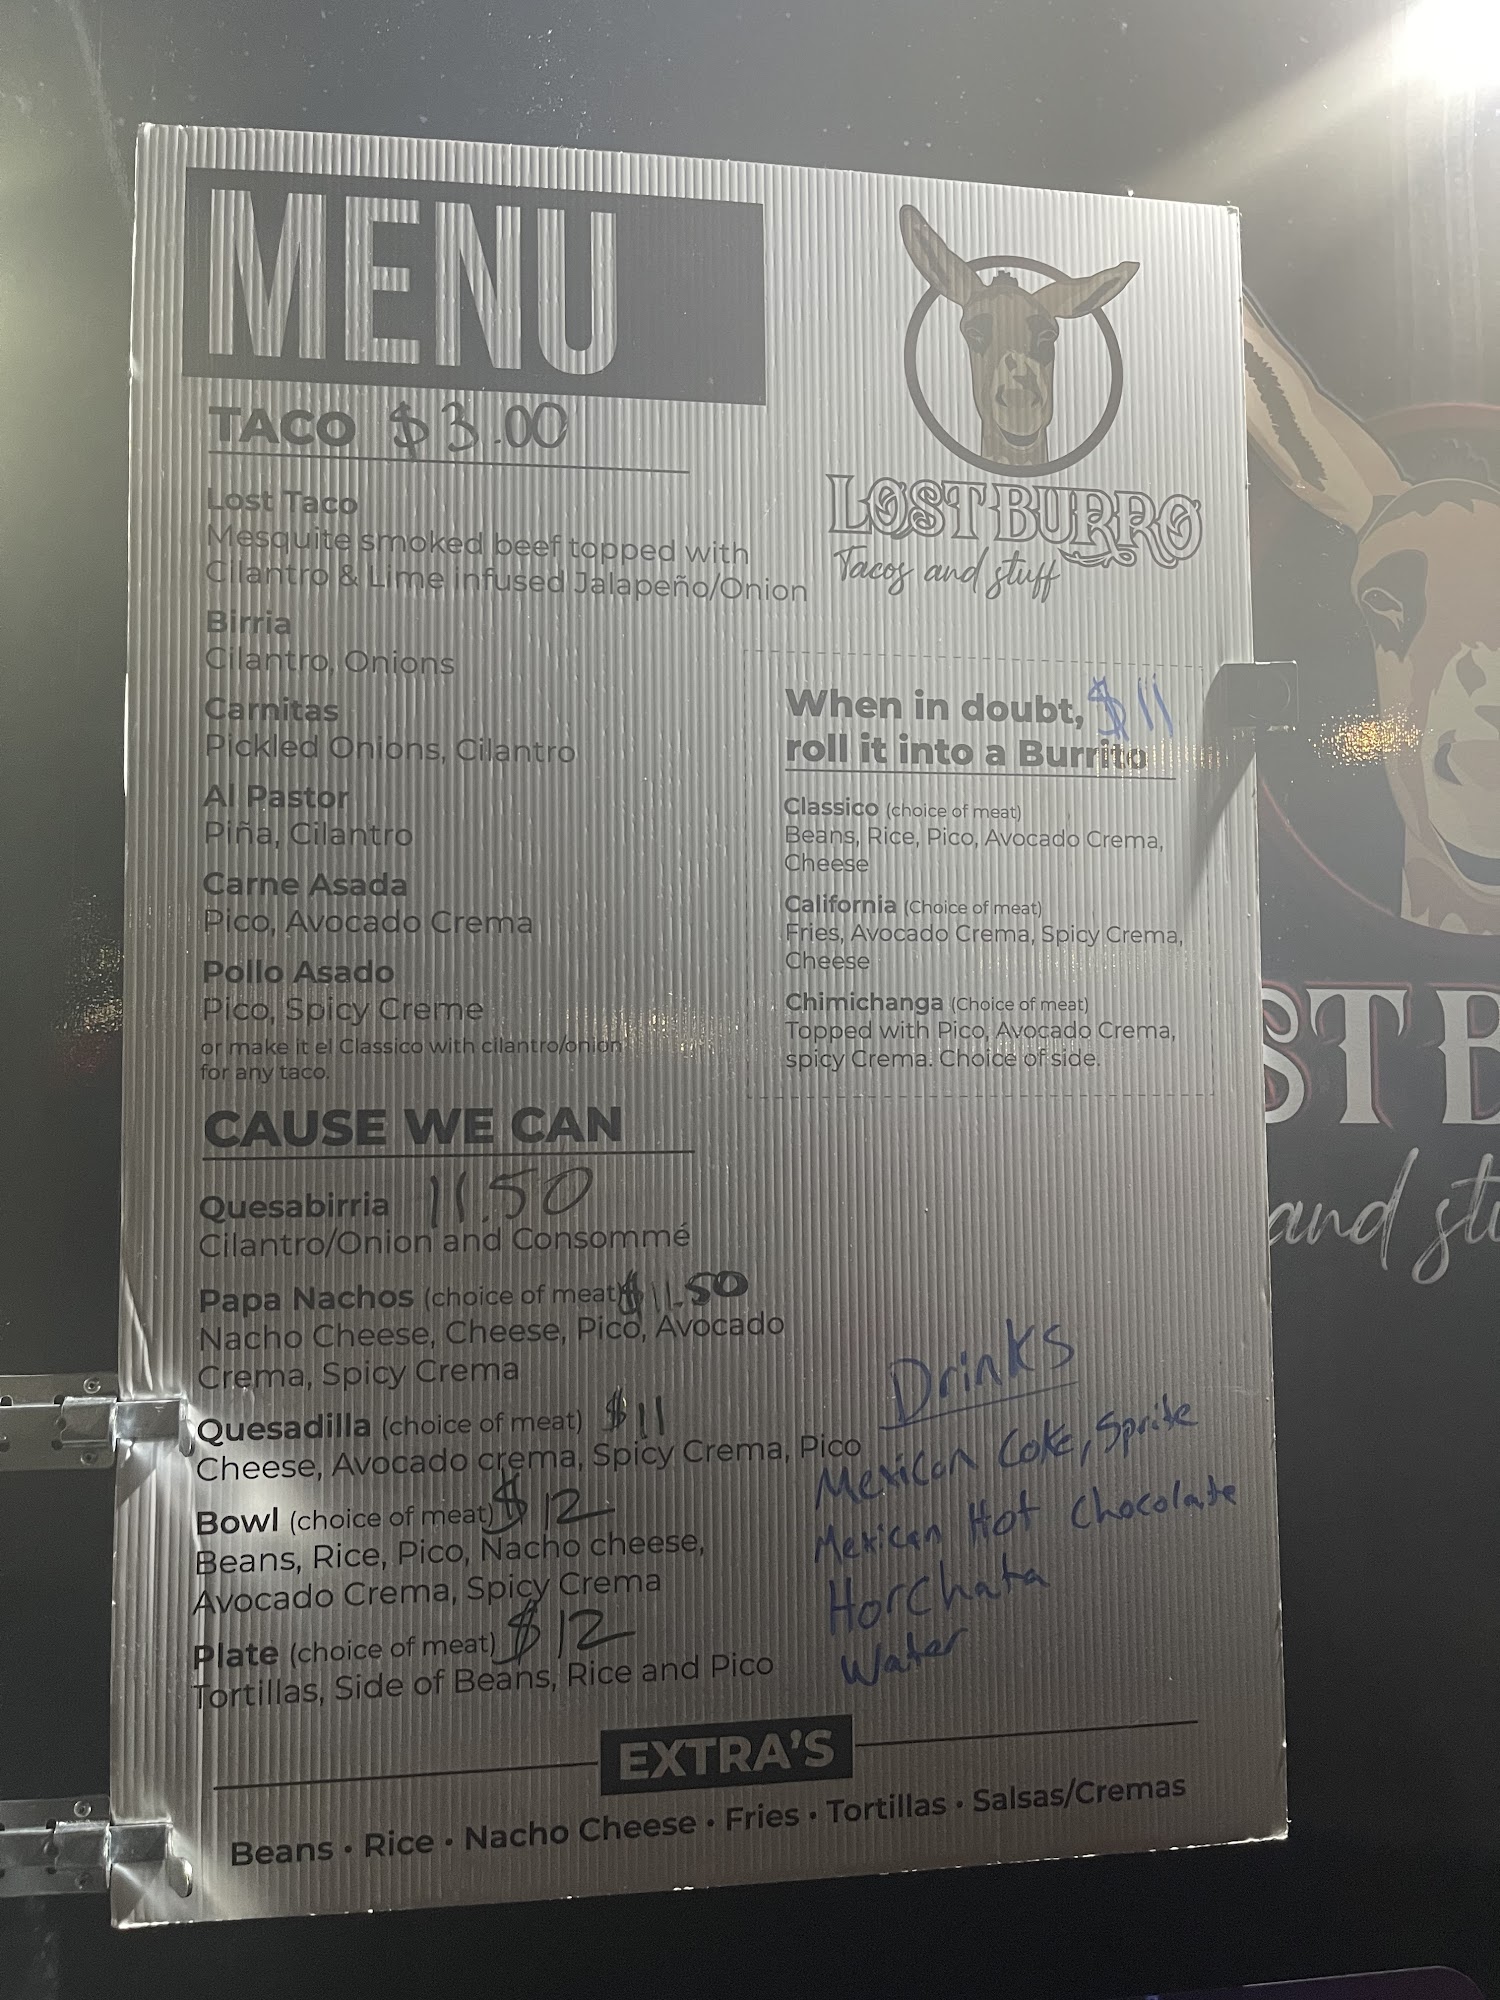 MENU
TACO $3.00
Lost Taco
Mesquite smoked beef topped with
Cilantro & Lime infused Jalapeño/Onion
Birria
Cilantro, Onions
Carnitas
Pickled Onions, Cilantro
Al Pastor
Piña, Cilantro
Carne Asada
Pico, Avocado Crema
Pollo Asado
Pico, Spicy Creme
or make it el Classico with cilantro/onion
for any taco.
CAUSE WE CAN
Quesabirria 11.50
Cilantro/Onion and Consommé
Papa Nachos (choice of meat) $11.50
Nacho Cheese, Cheese, Pico, Avocado
Crema, Spicy Crema
Quesadilla (choice of meat) $11
Cheese, Avocado crema, Spicy Crema, Pico
Bowl (choice of meat) $12
Beans, Rice, Pico, Nacho cheese,
Avocado Crema, Spicy Crema
Plate (choice of meat) $12
Tortillas, Side of Beans, Rice and Pico
LOST BURRO
Tacos and stuff
When in doubt, $11
roll it into a Burrito
Classico (choice of meat)
Beans, Rice, Pico, Avocado Crema,
Cheese
California (Choice of meat)
Fries, Avocado Crema, Spicy Crema,
Cheese
Chimichanga (Choice of meat)
Topped with Pico, Avocado Crema,
spicy Crema. Choice of side.
Drinks
Mexican Coke, Sprite
Mexican Hot Chocolate
HorChata
Water
EXTRA'S
Beans • Rice • Nacho Cheese • Fries • Tortillas • Salsas/Cremas
ST B
and stu